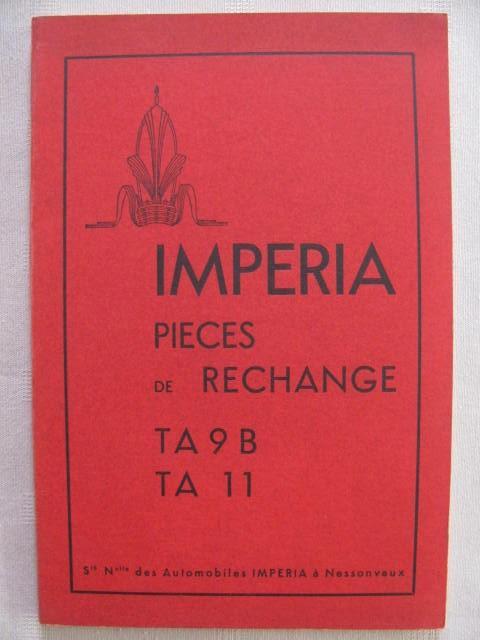 IMPERIA
PIECES
DE RECHANGE
TA 9 B
TA 11
Sté Nelle des Automobiles IMPERIA à Nessonvaux